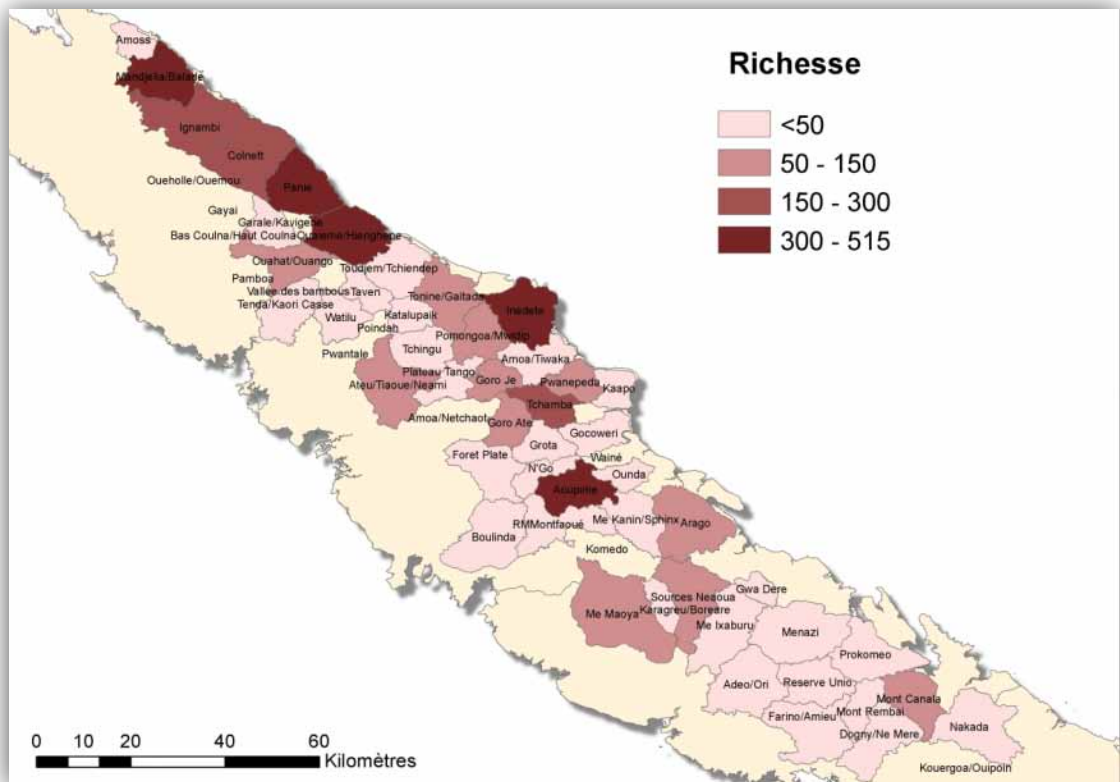 Richesse
<50
50 - 150
150 - 300
300 - 515
Amoss
Mandjelia/Balade
Ignambi
Colnett
Oueholle/Ouemou
Panie
Gayai
Garale/Kavigene
Bas Coulna/Haut Coulna
Ouaieme/Hienghene
Ouahat/Ouango
Toudjem/Tchiendep
Pamboa
Vallee des bambous
Taven
Tonine/Gaitada
Inedete
Tenda/Kaori Casse
Watilu
Katalupaik
Poindah
Pomongoa/Mwidip
Pwantale
Tchingu
Amoa/Tiwaka
Plateau Tango
Ateu/Tiaoue/Neami
Goro Je
Pwanepeda
Kaapo
Tchamba
Amoa/Netchaot
Goro Ate
Gocoweri
Grota
Foret Plate
Wainé
N'Go
Ounda
Aoupinie
RMMontfaoué
Me Kanin/Sphinx
Arago
Boulinda
Komedo
Gwa Dere
Sources Neaoua
Karagreu/Boreare
Me Maoya
Me Ixaburu
Menazi
Prokomeo
Adeo/Ori
Reserve Unio
Mont Canala
Farino/Amieu
Mont Rembai
Nakada
Dogny/Ne Mere
Kouergoa/Ouipoin
0 10 20 40 60
Kilomètres